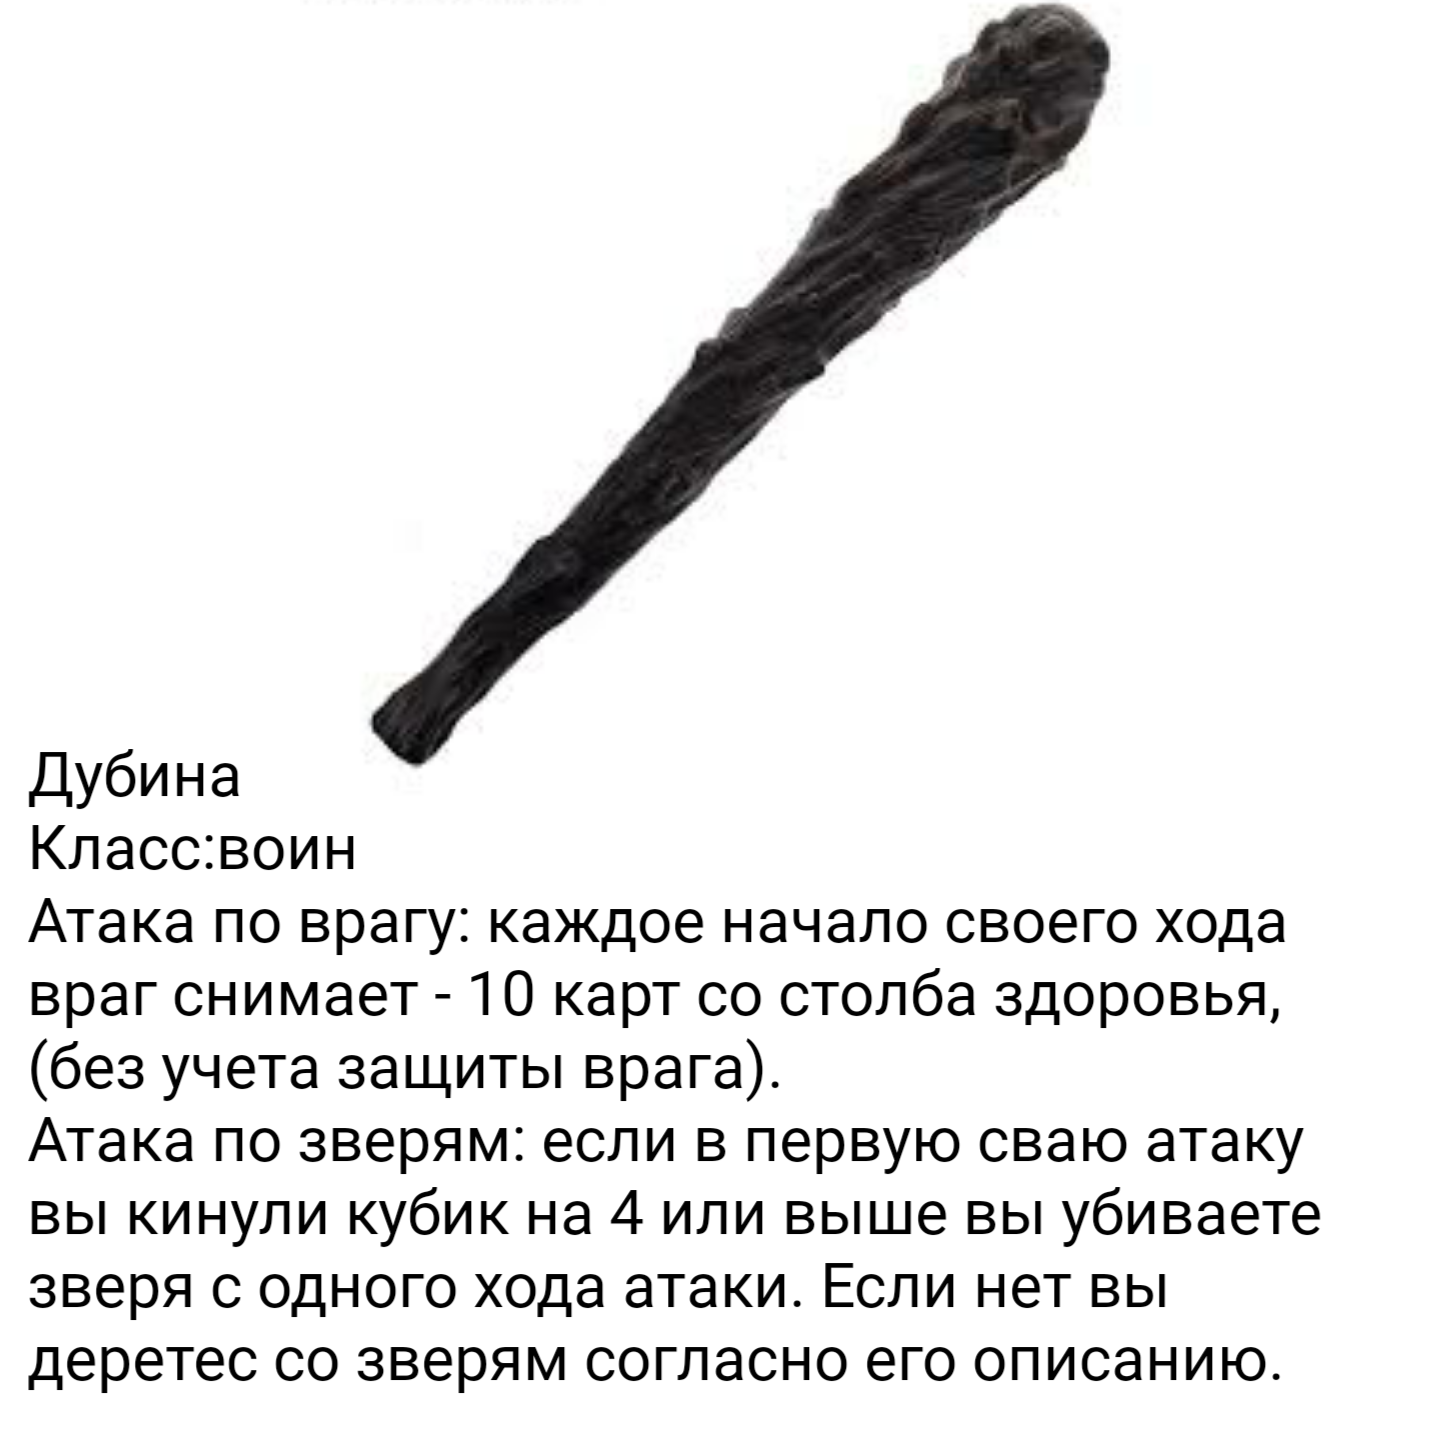 Дубина
Класс:воин
Атака по врагу: каждое начало своего хода
враг снимает - 10 карт со столба здоровья,
(без учета защиты врага).
Атака по зверям: если в первую сваю атаку
вы кинули кубик на 4 или выше вы убиваете
зверя с одного хода атаки. Если нет вы
деретес со зверям согласно его описанию.